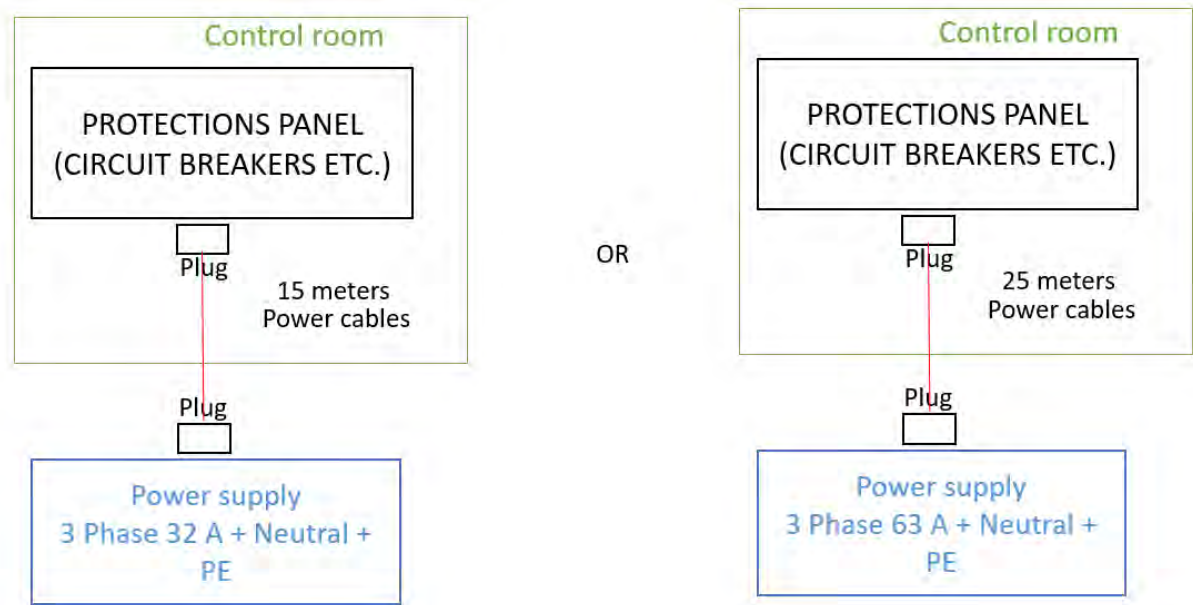 Control room
PROTECTIONS PANEL
(CIRCUIT BREAKERS ETC.)
Plug
15 meters
Power cables
Plug
Power supply
3 Phase 32 A + Neutral +
PE
OR
Control room
PROTECTIONS PANEL
(CIRCUIT BREAKERS ETC.)
Plug
25 meters
Power cables
Plug
Power supply
3 Phase 63 A + Neutral +
PE